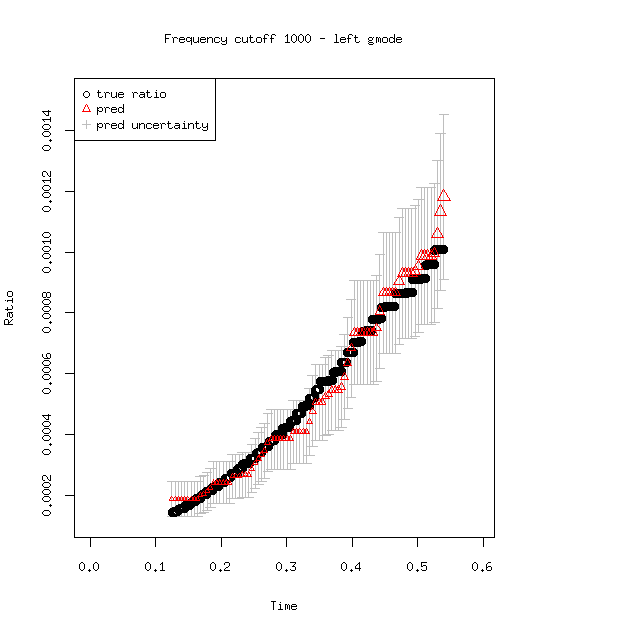 Frequency cutoff 1000 - left gmode
true ratio
pred
pred uncertainty
Ratio
0.0014
0.0012
0.0010
0.0008
0.0006
0.0004
0.0002
0.0 0.1 0.2 0.3 0.4 0.5 0.6
Time